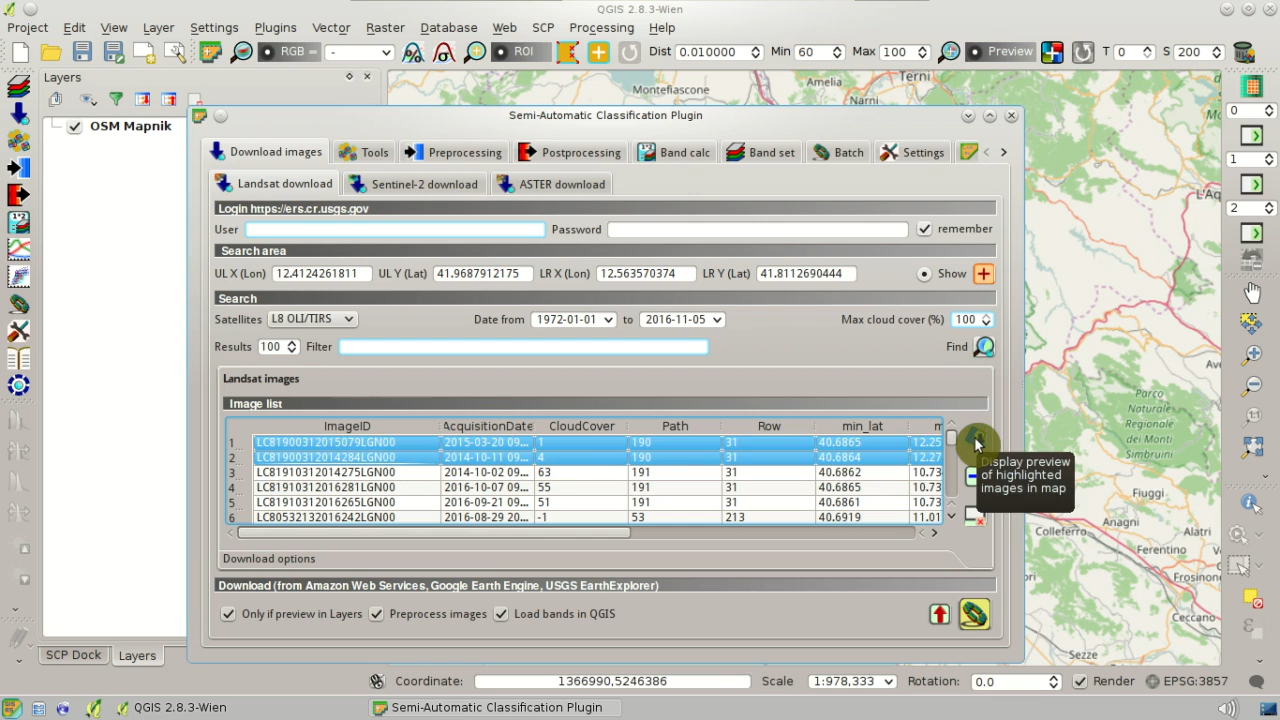 QGIS 2.8.3-Wien
Project Edit View Layer Settings Plugins Vector Raster Database Web SCP Processing Help
RGB = - ROI Dist 0.010000 Min 60 Max 100 Preview T 0 S 200
Layers
OSM Mapnik
Montefiascone
Amelia
Terni
Narni
Semi-Automatic Classification Plugin
Download images Tools Preprocessing Postprocessing Band calc Band set Batch Settings
Landsat download Sentinel-2 download ASTER download
Login https://ers.cr.usgs.gov
User Password remember
Search area
UL X (Lon) 12.4124261811 UL Y (Lat) 41.9687912175 LR X (Lon) 12.563570374 LR Y (Lat) 41.8112690444 Show
Search
Satellites L8 OLI/TIRS Date from 1972-01-01 to 2016-11-05 Max cloud cover (%) 100
Results 100 Filter Find
Landsat images
Image list
ImageID AcquisitionDate CloudCover Path Row min_lat
1 LC81900312015079LGN00 2015-03-20 09... 1 190 31 40.6865 12.25
2 LC81900312014284LGN00 2014-10-11 09... 4 190 31 40.6864 12.27
3 LC81910312014275LGN00 2014-10-02 09... 63 191 31 40.6862 10.73
4 LC81910312016281LGN00 2016-10-07 09... 55 191 31 40.6862 10.73
5 LC81910312016265LGN00 2016-09-21 09... 51 191 31 40.6861 10.73
6 LC80532132016242LGN00 2016-08-29 20... -1 53 213 40.6919 11.01
Display preview
of highlighted
images in map
Download options
Download (from Amazon Web Services, Google Earth Engine, USGS EarthExplorer)
Only if preview in Layers Preprocess images Load bands in QGIS
L'Aq
Parco
Naturale
Regionale
dei Monti
Simbruini
Fiuggi
Anagni
Alatri
Colleferro
Ferentino
Frosinon
Ceccano
Sezze
0
1
2
SCP Dock Layers
Coordinate: 1366990,5246386 Scale 1:978,333 Rotation: 0.0 Render EPSG:3857
QGIS 2.8.3-Wien Semi-Automatic Classification Plugin